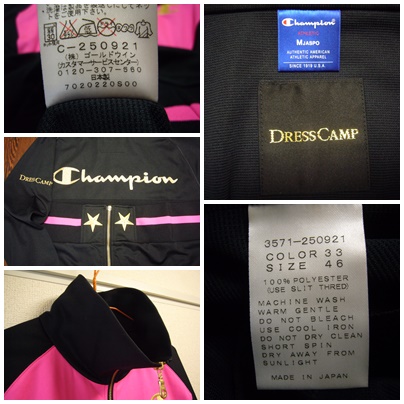 C-250921
(株)ゴールドウイン
(カスタマーサービスセンター)
0120-307-560
日本製
7020220S00
Champion
MJASPO
AUTHENTIC AMERICAN
ATHLETIC APPAREL
SINCE 1919 U.S.A.
DRESSCAMP
DRESSCAMP
Champion
3571-250921
COLOR 33
SIZE 46
100% POLYESTER
(USE SLIT THRED)
MACHINE WASH
WARM GENTLE
DO NOT BLEACH
USE COOL IRON
DO NOT DRY CLEAN
SHORT SPIN
DRY AWAY FROM
SUNLIGHT
MADE IN JAPAN